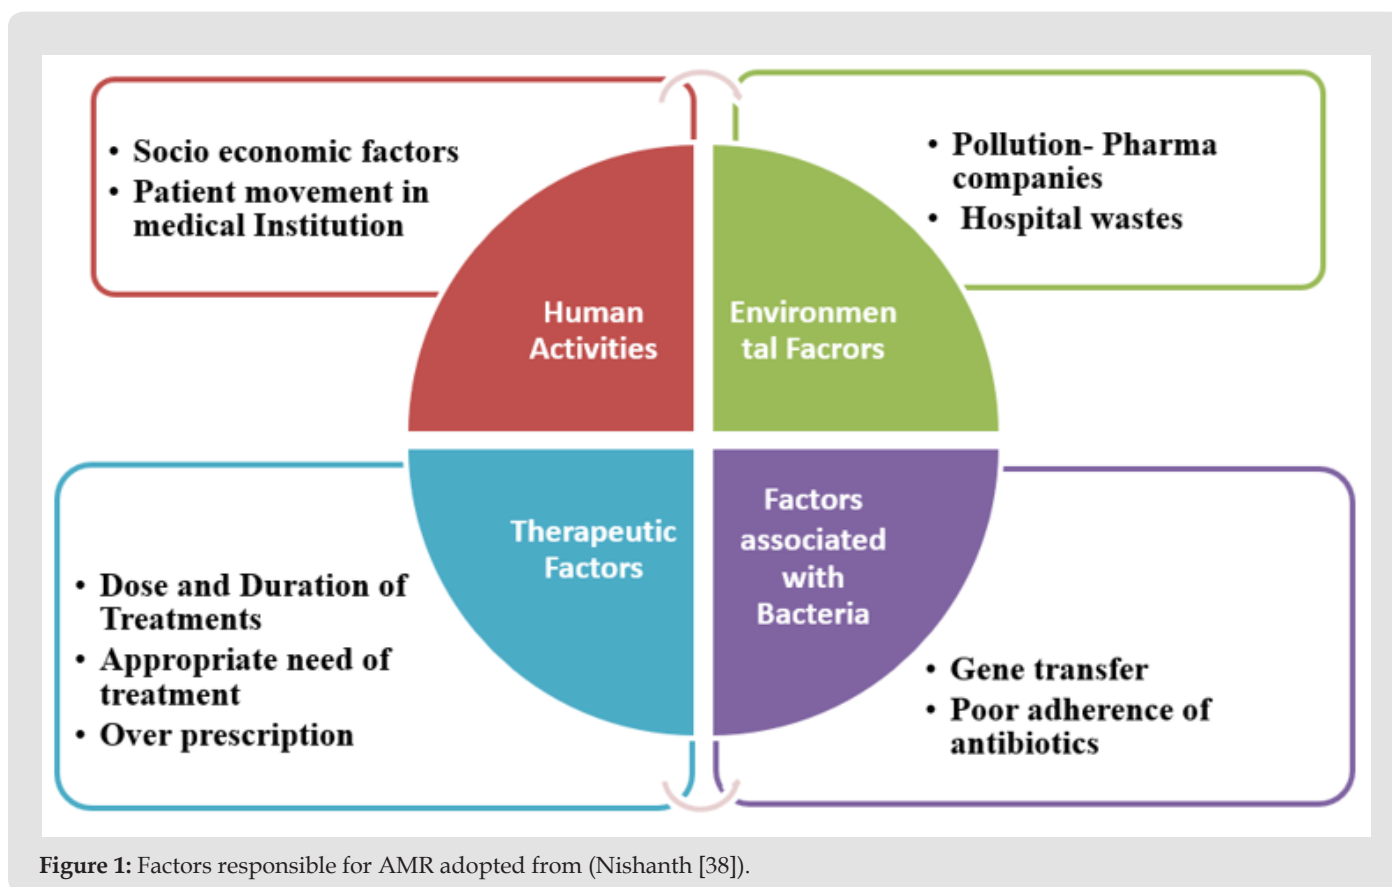 • Socio economic factors
• Patient movement in
medical Institution
• Pollution- Pharma
companies
• Hospital wastes
Human
Activities
Environmen
tal Facrors
Therapeutic
Factors
Factors
associated
with
Bacteria
• Dose and Duration of
Treatments
• Appropriate need of
treatment
• Over prescription
• Gene transfer
• Poor adherence of
antibiotics
Figure 1: Factors responsible for AMR adopted from (Nishanth [38]).